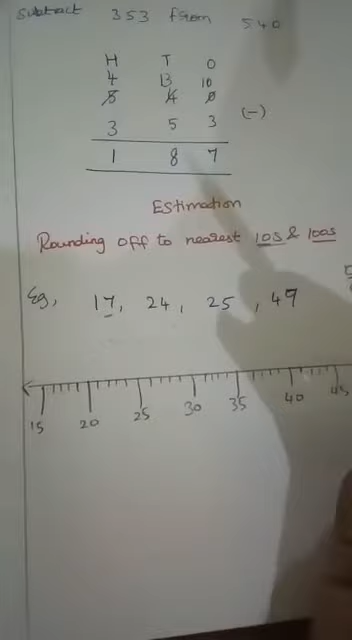 Subtract 353 from 540
H T O
4 13 10
5 4 0
3 5 3 (-)
1 8 7
Estimation
Rounding off to nearest 10s & 100s
Eg, 17, 24, 25, 49
15 20 25 30 35 40 45